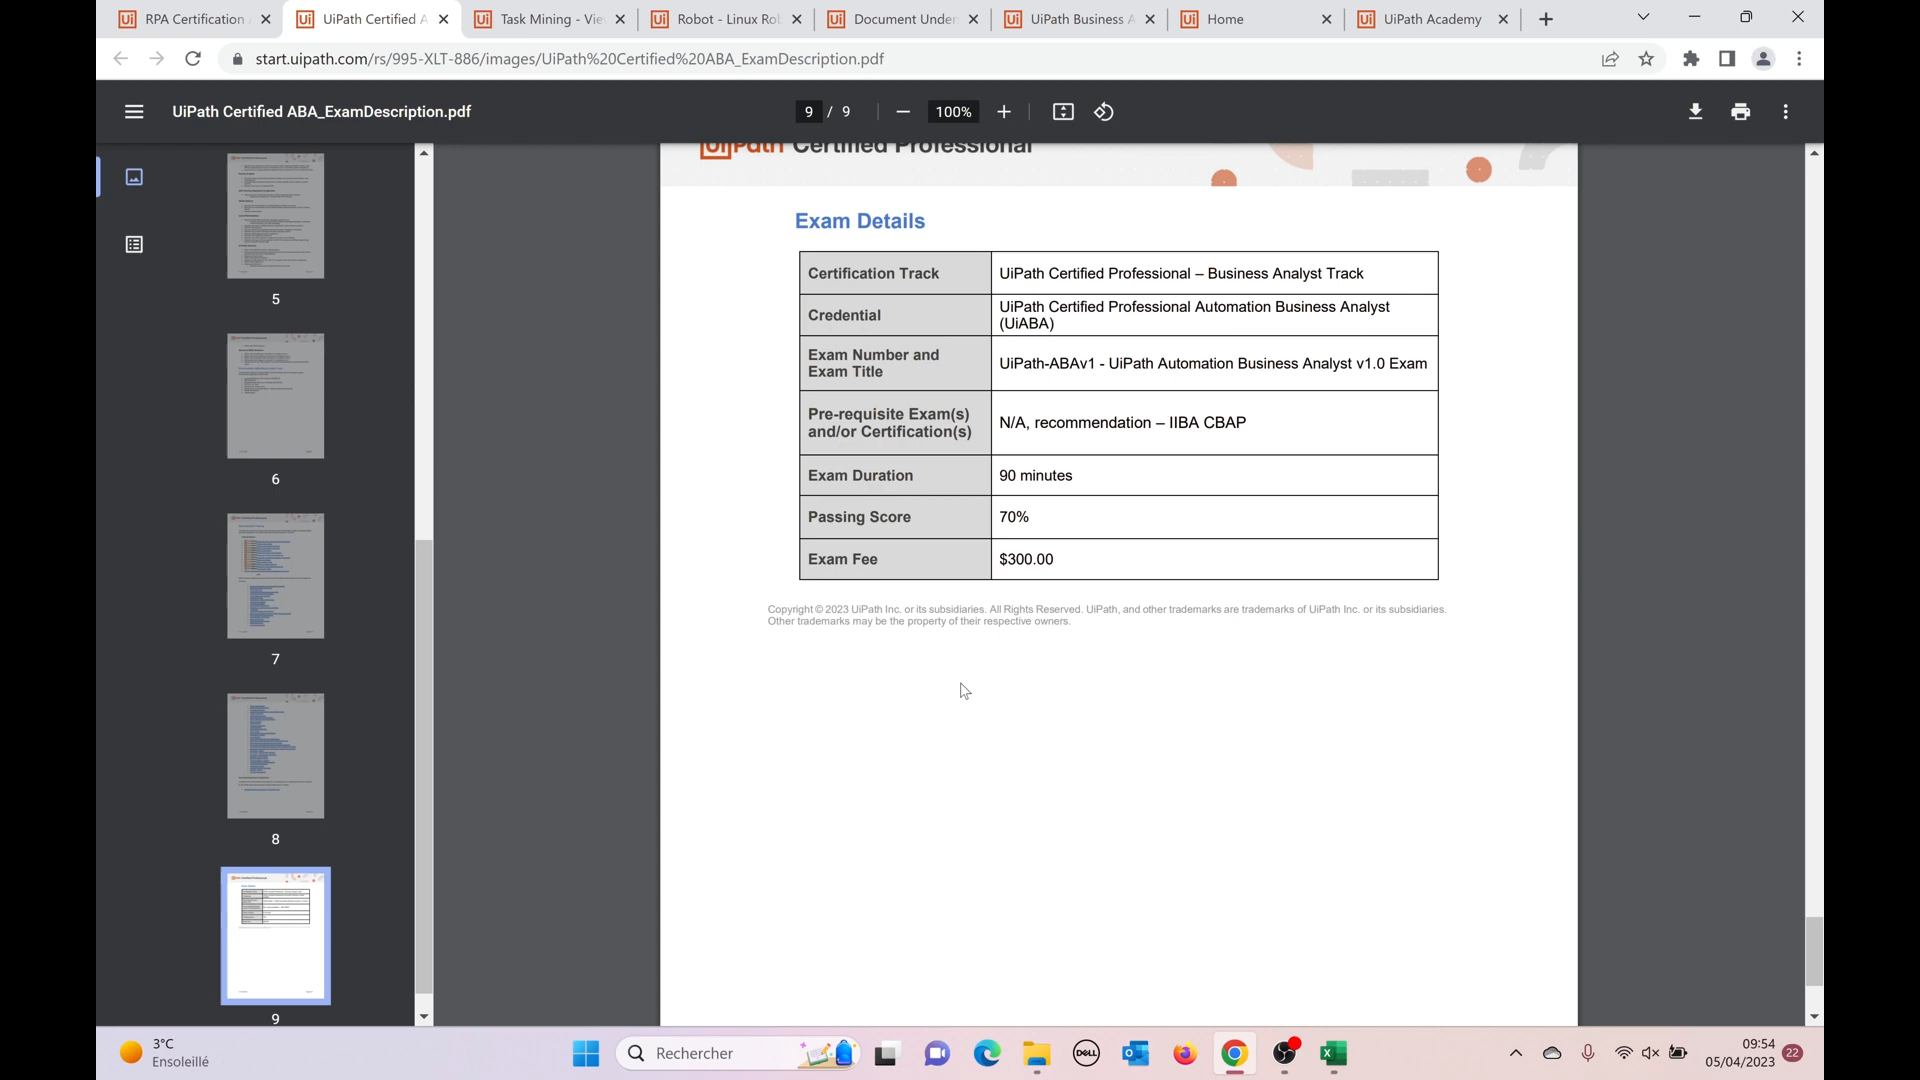 RPA Certification
UiPath Certified A
Task Mining - Vie
Robot - Linux Ro
Document Under
UiPath Business A
Home
UiPath Academy
start.uipath.com/rs/995-XLT-886/images/UiPath%20Certified%20ABA_ExamDescription.pdf
UiPath Certified ABA_ExamDescription.pdf
9 / 9
100%
5
6
7
8
9
UiPath Certified Professional
Exam Details
Certification Track
UiPath Certified Professional – Business Analyst Track
Credential
UiPath Certified Professional Automation Business Analyst
(UiABA)
Exam Number and
Exam Title
UiPath-ABAv1 - UiPath Automation Business Analyst v1.0 Exam
Pre-requisite Exam(s)
and/or Certification(s)
N/A, recommendation – IIBA CBAP
Exam Duration
90 minutes
Passing Score
70%
Exam Fee
$300.00
Copyright © 2023 UiPath Inc. or its subsidiaries. All Rights Reserved. UiPath, and other trademarks are trademarks of UiPath Inc. or its subsidiaries.
Other trademarks may be the property of their respective owners.
3°C
Ensoleillé
Rechercher
DELL
09:54
05/04/2023
22